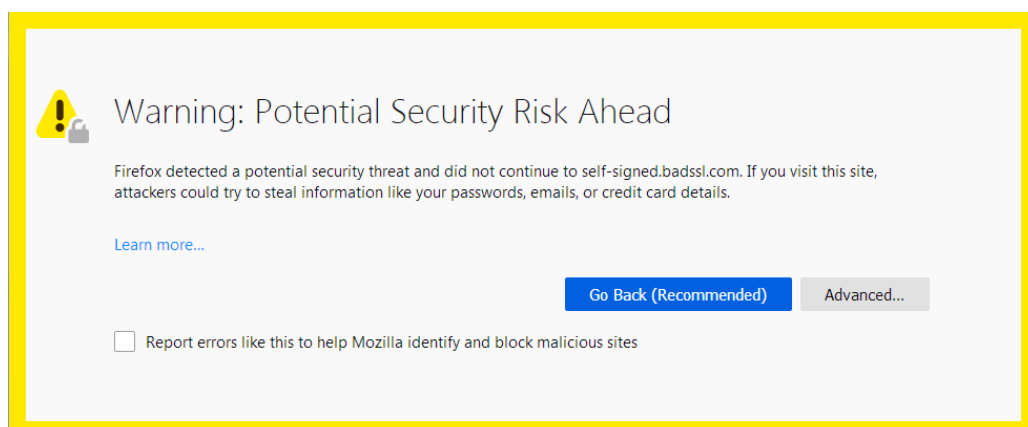 Warning: Potential Security Risk Ahead
Firefox detected a potential security threat and did not continue to self-signed.badssl.com. If you visit this site,
attackers could try to steal information like your passwords, emails, or credit card details.
Learn more...
Go Back (Recommended) Advanced...
Report errors like this to help Mozilla identify and block malicious sites